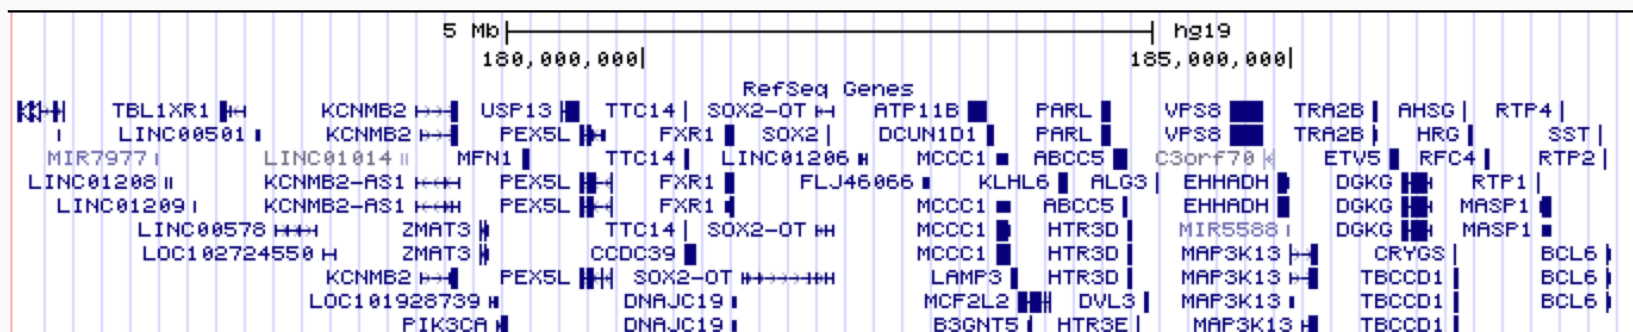 5 Mb hg19
180,000,000 185,000,000
RefSeq Genes
TBL1XR1 KCNMB2 USP13 TTC14 SOX2-OT ATP11B PARL VPS8 TRA2B AHSG RTP4
LINC00501 KCNMB2 PEX5L FXR1 SOX2 DCUN1D1 PARL VPS8 TRA2B HRG SST
MIR7977 LINC01014 MFN1 TTC14 LINC01206 MCCC1 ABCC5 C3orf70 ETV5 RFC4 RTP2
LINC01208 KCNMB2-AS1 PEX5L FXR1 FLJ46066 KLHL6 ALG3 EHHADH DGKG RTP1
LINC01209 KCNMB2-AS1 PEX5L FXR1 MCCC1 ABCC5 EHHADH DGKG MASP1
LINC00578 ZMAT3 TTC14 SOX2-OT MCCC1 HTR3D MIR5588 DGKG MASP1
LOC102724550 ZMAT3 CCDC39 MCCC1 HTR3D MAP3K13 CRYGS BCL6
KCNMB2 PEX5L SOX2-OT LAMP3 HTR3D MAP3K13 TBCCD1 BCL6
LOC101928739 DNAJC19 MCF2L2 DVL3 MAP3K13 TBCCD1 BCL6
PIK3CA DNAJC19 B3GNT5 HTR3E MAP3K13 TBCCD1